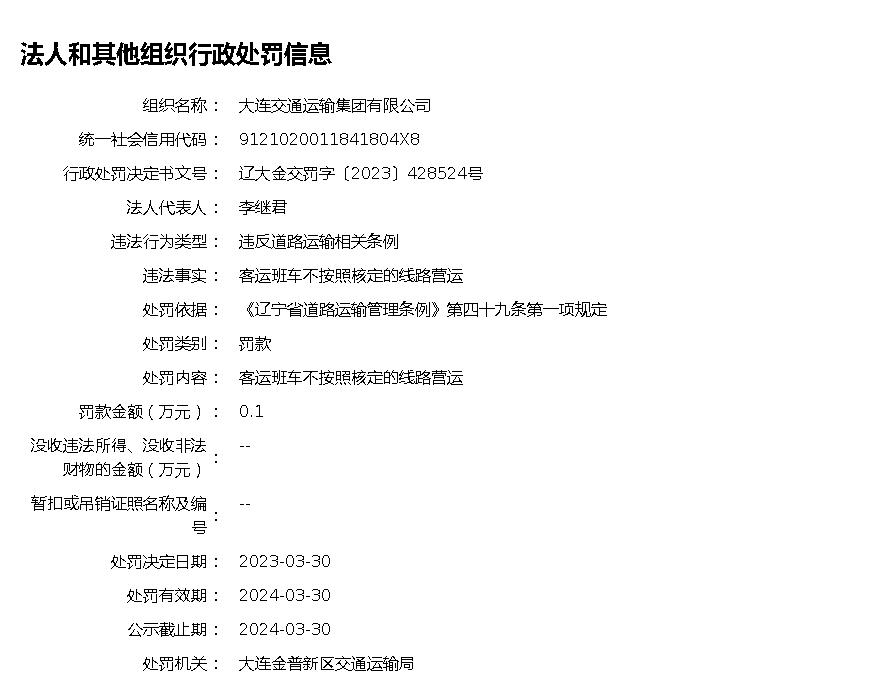 法人和其他组织行政处罚信息
组织名称： 大连交通运输集团有限公司
统一社会信用代码： 9121020011841804X8
行政处罚决定书文号： 辽大金交罚字〔2023〕428524号
法人代表人： 李继君
违法行为类型： 违反道路运输相关条例
违法事实： 客运班车不按照核定的线路营运
处罚依据： 《辽宁省道路运输管理条例》第四十九条第一项规定
处罚类别： 罚款
处罚内容： 客运班车不按照核定的线路营运
罚款金额（万元）： 0.1
没收违法所得、没收非法
财物的金额（万元）： --
暂扣或吊销证照名称及编
号： --
处罚决定日期： 2023-03-30
处罚有效期： 2024-03-30
公示截止期： 2024-03-30
处罚机关： 大连金普新区交通运输局